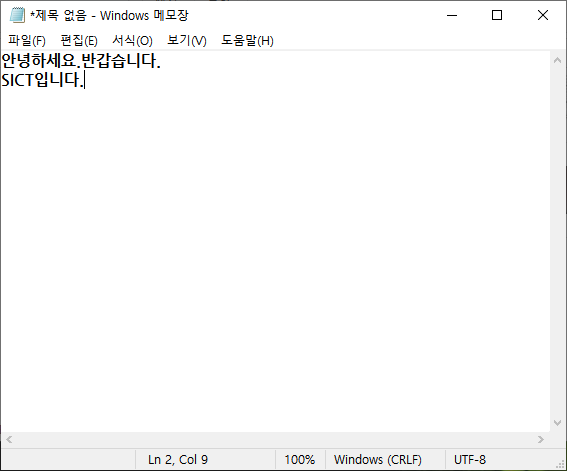 *제목 없음 - Windows 메모장
파일(F) 편집(E) 서식(O) 보기(V) 도움말(H)
안녕하세요.반갑습니다.
SICT입니다.
Ln 2, Col 9 100% Windows (CRLF) UTF-8